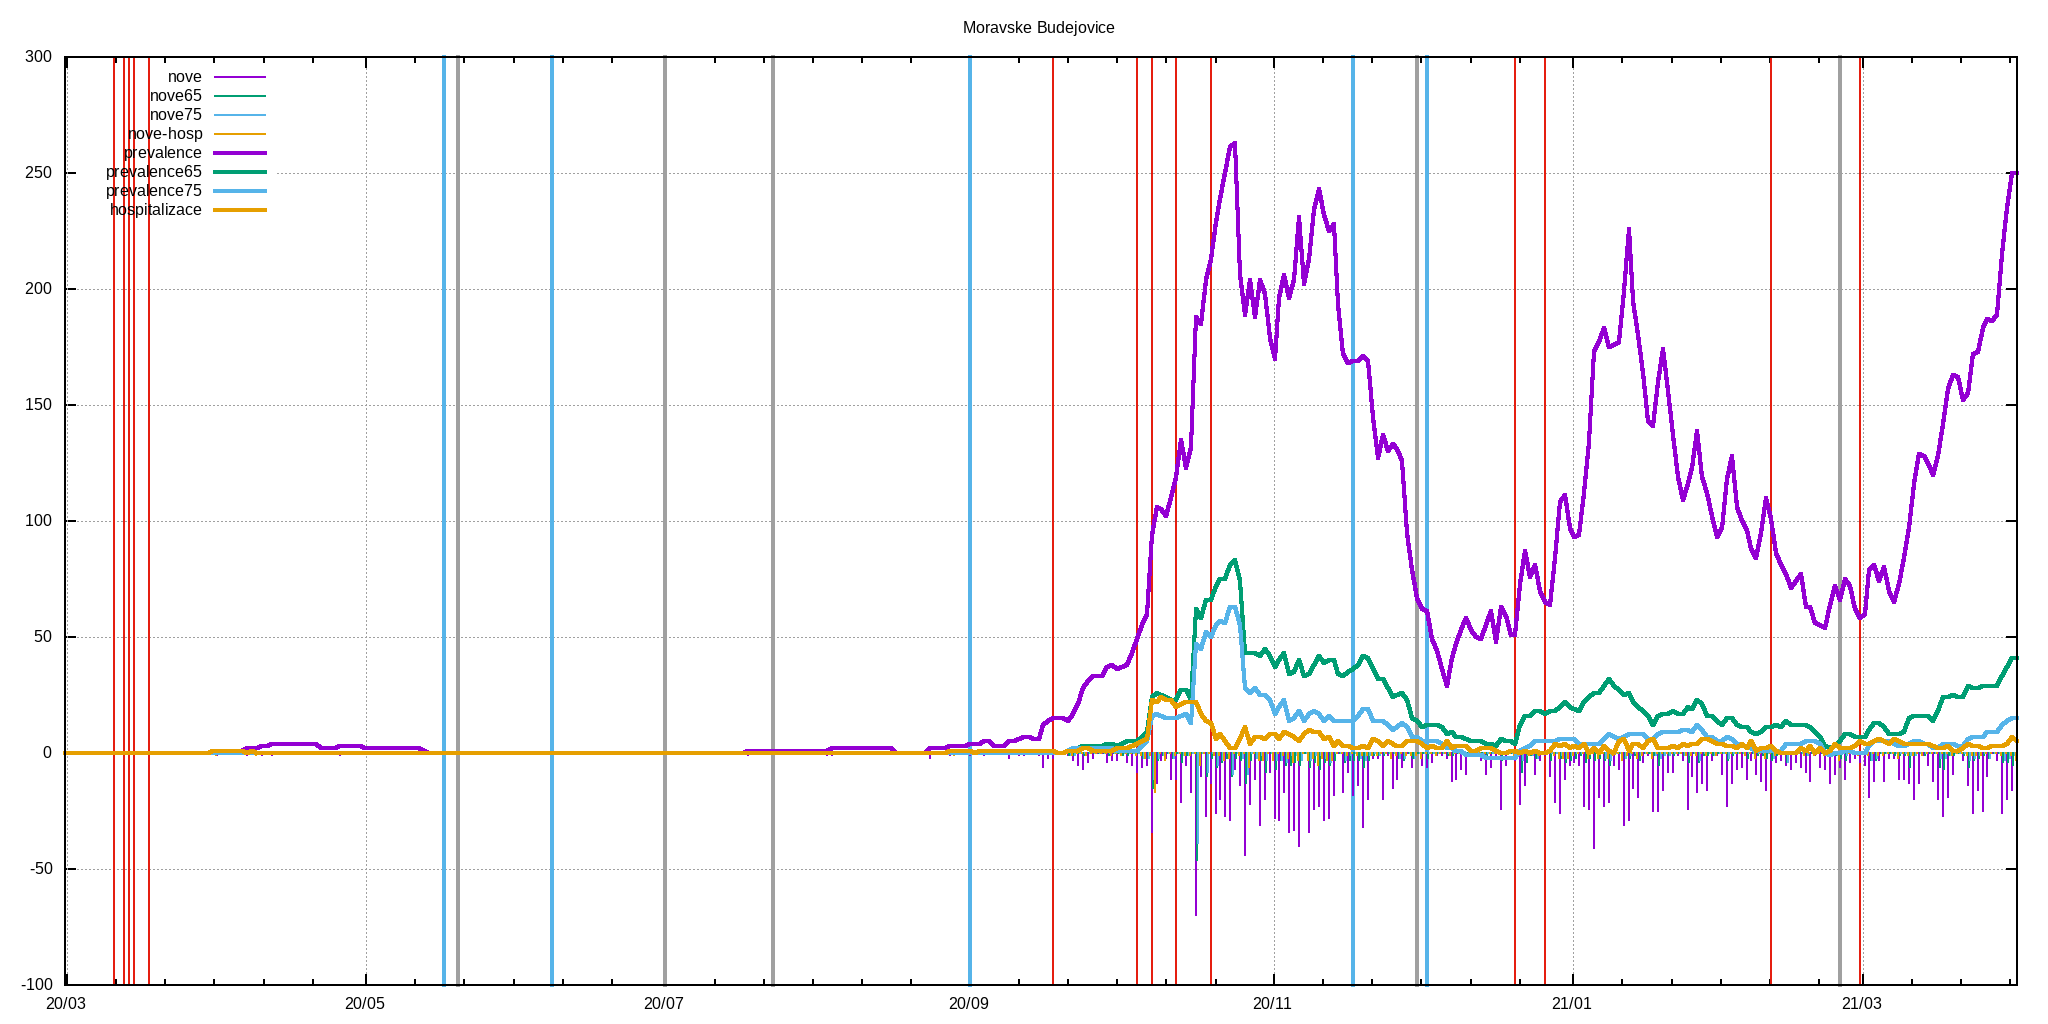 Moravske Budejovice
300
nove
nove65
nove75
nove-hosp
prevalence
prevalence65
prevalence75
hospitalizace
250
200
150
100
50
0
-50
-100
20/03 20/05 20/07 20/09 20/11 21/01 21/03